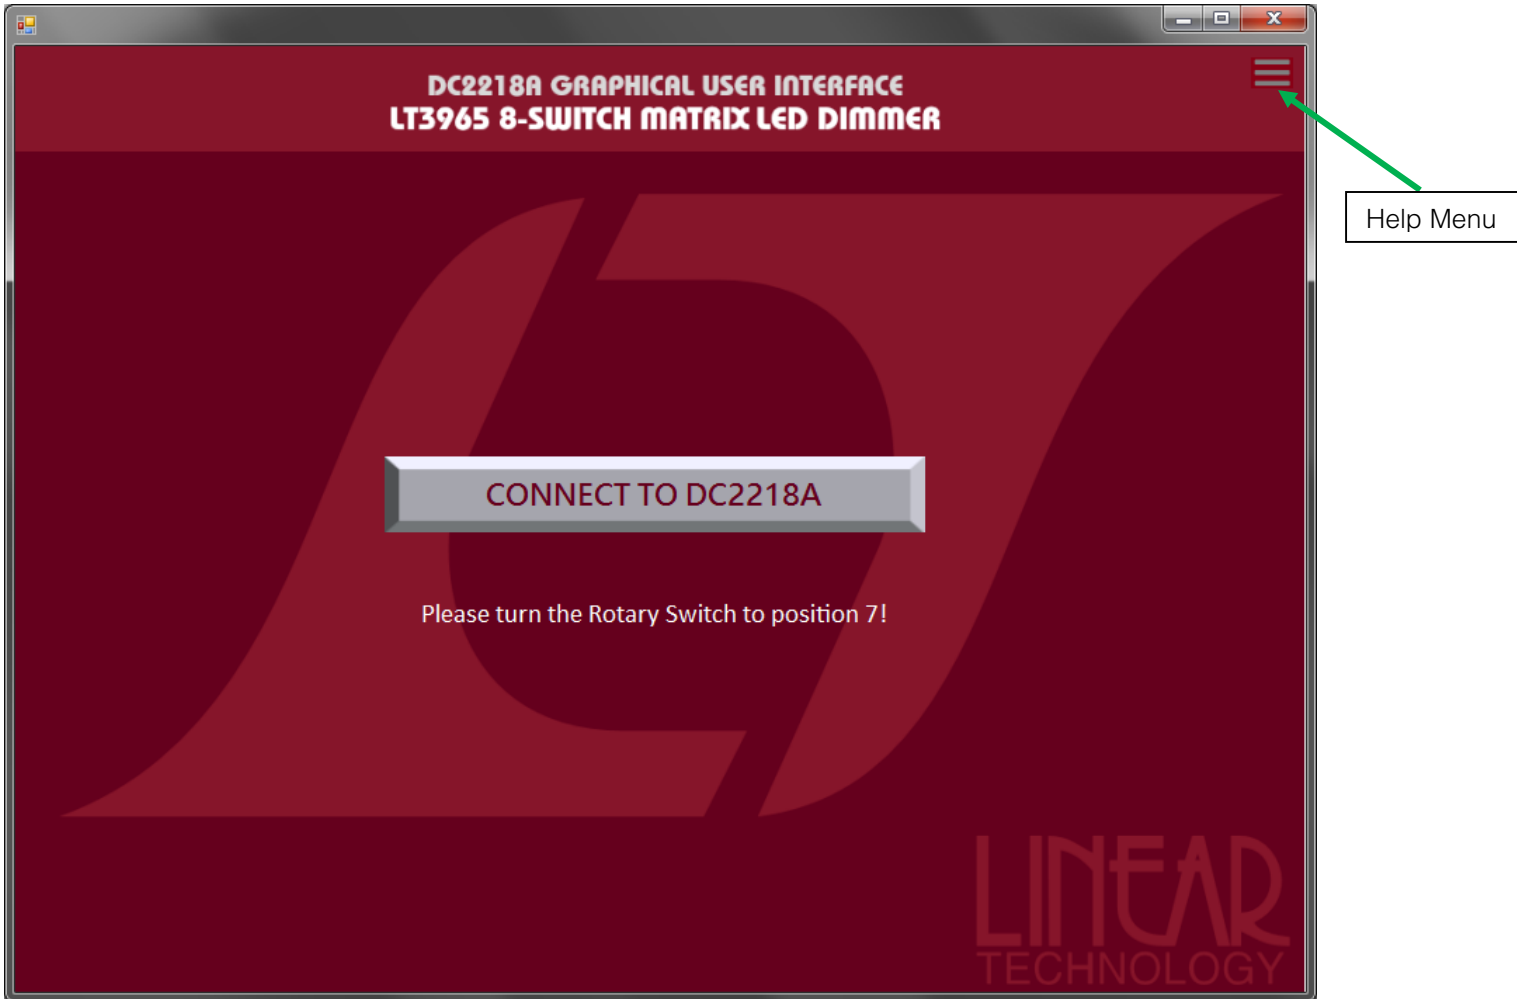 DC2218A GRAPHICAL USER INTERFACE
LT3965 8-SWITCH MATRIX LED DIMMER
Help Menu
CONNECT TO DC2218A
Please turn the Rotary Switch to position 7!
LINEAR
TECHNOLOGY